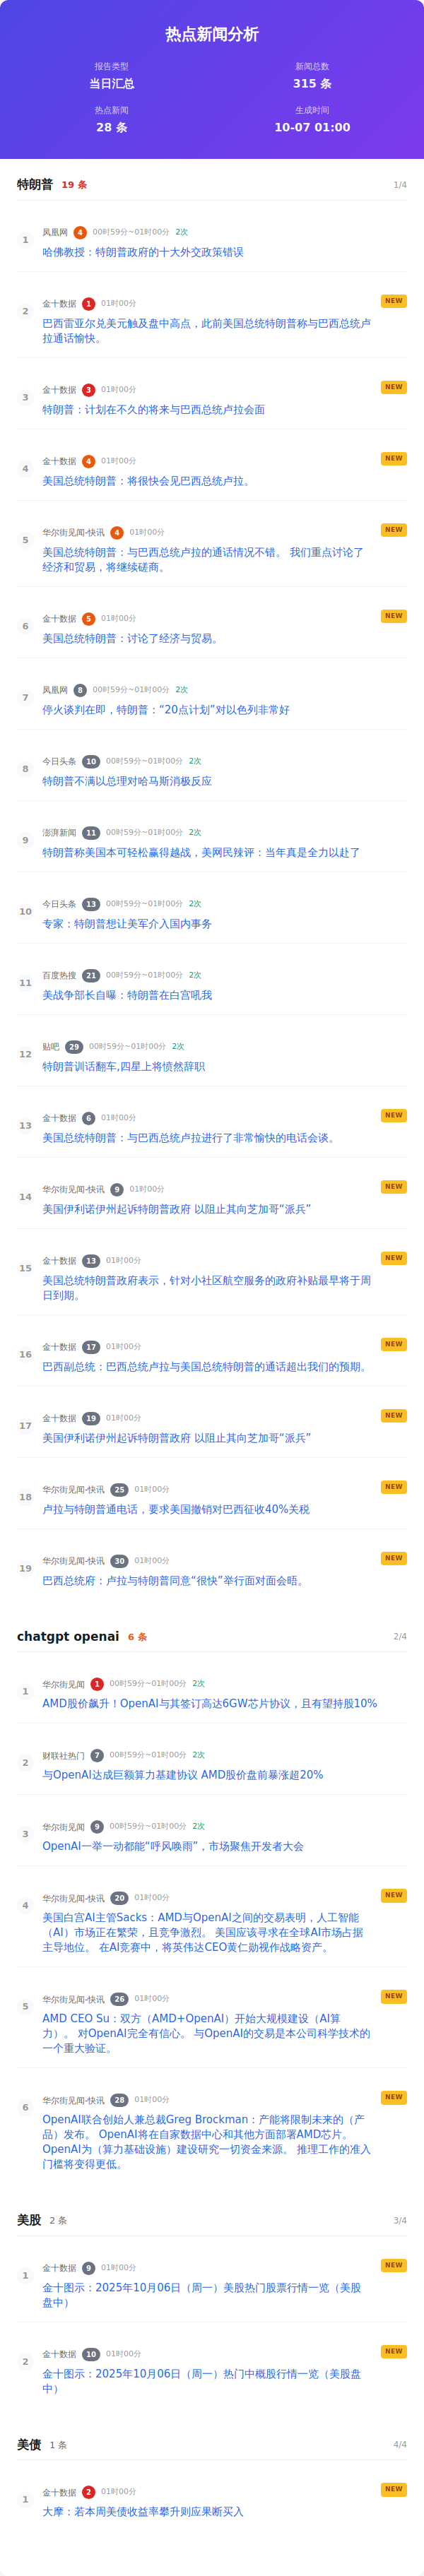 热点新闻分析
报告类型
当日汇总
新闻总数
315 条
热点新闻
28 条
生成时间
10-07 01:00
特朗普 19 条 1/4
1 凤凰网 4 00时59分~01时00分 2次
哈佛教授：特朗普政府的十大外交政策错误
2 金十数据 1 01时00分 NEW
巴西雷亚尔兑美元触及盘中高点，此前美国总统特朗普称与巴西总统卢
拉通话愉快。
3 金十数据 3 01时00分 NEW
特朗普：计划在不久的将来与巴西总统卢拉会面
4 金十数据 4 01时00分 NEW
美国总统特朗普：将很快会见巴西总统卢拉。
5 华尔街见闻-快讯 4 01时00分 NEW
美国总统特朗普：与巴西总统卢拉的通话情况不错。 我们重点讨论了
经济和贸易，将继续磋商。
6 金十数据 5 01时00分 NEW
美国总统特朗普：讨论了经济与贸易。
7 凤凰网 8 00时59分~01时00分 2次
停火谈判在即，特朗普：“20点计划”对以色列非常好
8 今日头条 10 00时59分~01时00分 2次
特朗普不满以总理对哈马斯消极反应
9 澎湃新闻 11 00时59分~01时00分 2次
特朗普称美国本可轻松赢得越战，美网民辣评：当年真是全力以赴了
10 今日头条 13 00时59分~01时00分 2次
专家：特朗普想让美军介入国内事务
11 百度热搜 21 00时59分~01时00分 2次
美战争部长自曝：特朗普在白宫吼我
12 贴吧 29 00时59分~01时00分 2次
特朗普训话翻车,四星上将愤然辞职
13 金十数据 6 01时00分 NEW
美国总统特朗普：与巴西总统卢拉进行了非常愉快的电话会谈。
14 华尔街见闻-快讯 9 01时00分 NEW
美国伊利诺伊州起诉特朗普政府 以阻止其向芝加哥“派兵”
15 金十数据 13 01时00分 NEW
美国总统特朗普政府表示，针对小社区航空服务的政府补贴最早将于周
日到期。
16 金十数据 17 01时00分 NEW
巴西副总统：巴西总统卢拉与美国总统特朗普的通话超出我们的预期。
17 金十数据 19 01时00分 NEW
美国伊利诺伊州起诉特朗普政府 以阻止其向芝加哥“派兵”
18 华尔街见闻-快讯 25 01时00分 NEW
卢拉与特朗普通电话，要求美国撤销对巴西征收40%关税
19 华尔街见闻-快讯 30 01时00分 NEW
巴西总统府：卢拉与特朗普同意“很快”举行面对面会晤。
chatgpt openai 6 条 2/4
1 华尔街见闻 1 00时59分~01时00分 2次
AMD股价飙升！OpenAI与其签订高达6GW芯片协议，且有望持股10%
2 财联社热门 7 00时59分~01时00分 2次
与OpenAI达成巨额算力基建协议 AMD股价盘前暴涨超20%
3 华尔街见闻 9 00时59分~01时00分 2次
OpenAI一举一动都能“呼风唤雨”，市场聚焦开发者大会
4 华尔街见闻-快讯 20 01时00分 NEW
美国白宫AI主管Sacks：AMD与OpenAI之间的交易表明，人工智能
（AI）市场正在繁荣，且竞争激烈。 美国应该寻求在全球AI市场占据
主导地位。 在AI竞赛中，将英伟达CEO黄仁勋视作战略资产。
5 华尔街见闻-快讯 26 01时00分 NEW
AMD CEO Su：双方（AMD+OpenAI）开始大规模建设（AI算
力）。 对OpenAI完全有信心。 与OpenAI的交易是本公司科学技术的
一个重大验证。
6 华尔街见闻-快讯 28 01时00分 NEW
OpenAI联合创始人兼总裁Greg Brockman：产能将限制未来的（产
品）发布。 OpenAI将在自家数据中心和其他方面部署AMD芯片。
OpenAI为（算力基础设施）建设研究一切资金来源。 推理工作的准入
门槛将变得更低。
美股 2 条 3/4
1 金十数据 9 01时00分 NEW
金十图示：2025年10月06日（周一）美股热门股票行情一览（美股
盘中）
2 金十数据 10 01时00分 NEW
金十图示：2025年10月06日（周一）热门中概股行情一览（美股盘
中）
美债 1 条 4/4
1 金十数据 2 01时00分 NEW
大摩：若本周美债收益率攀升则应果断买入